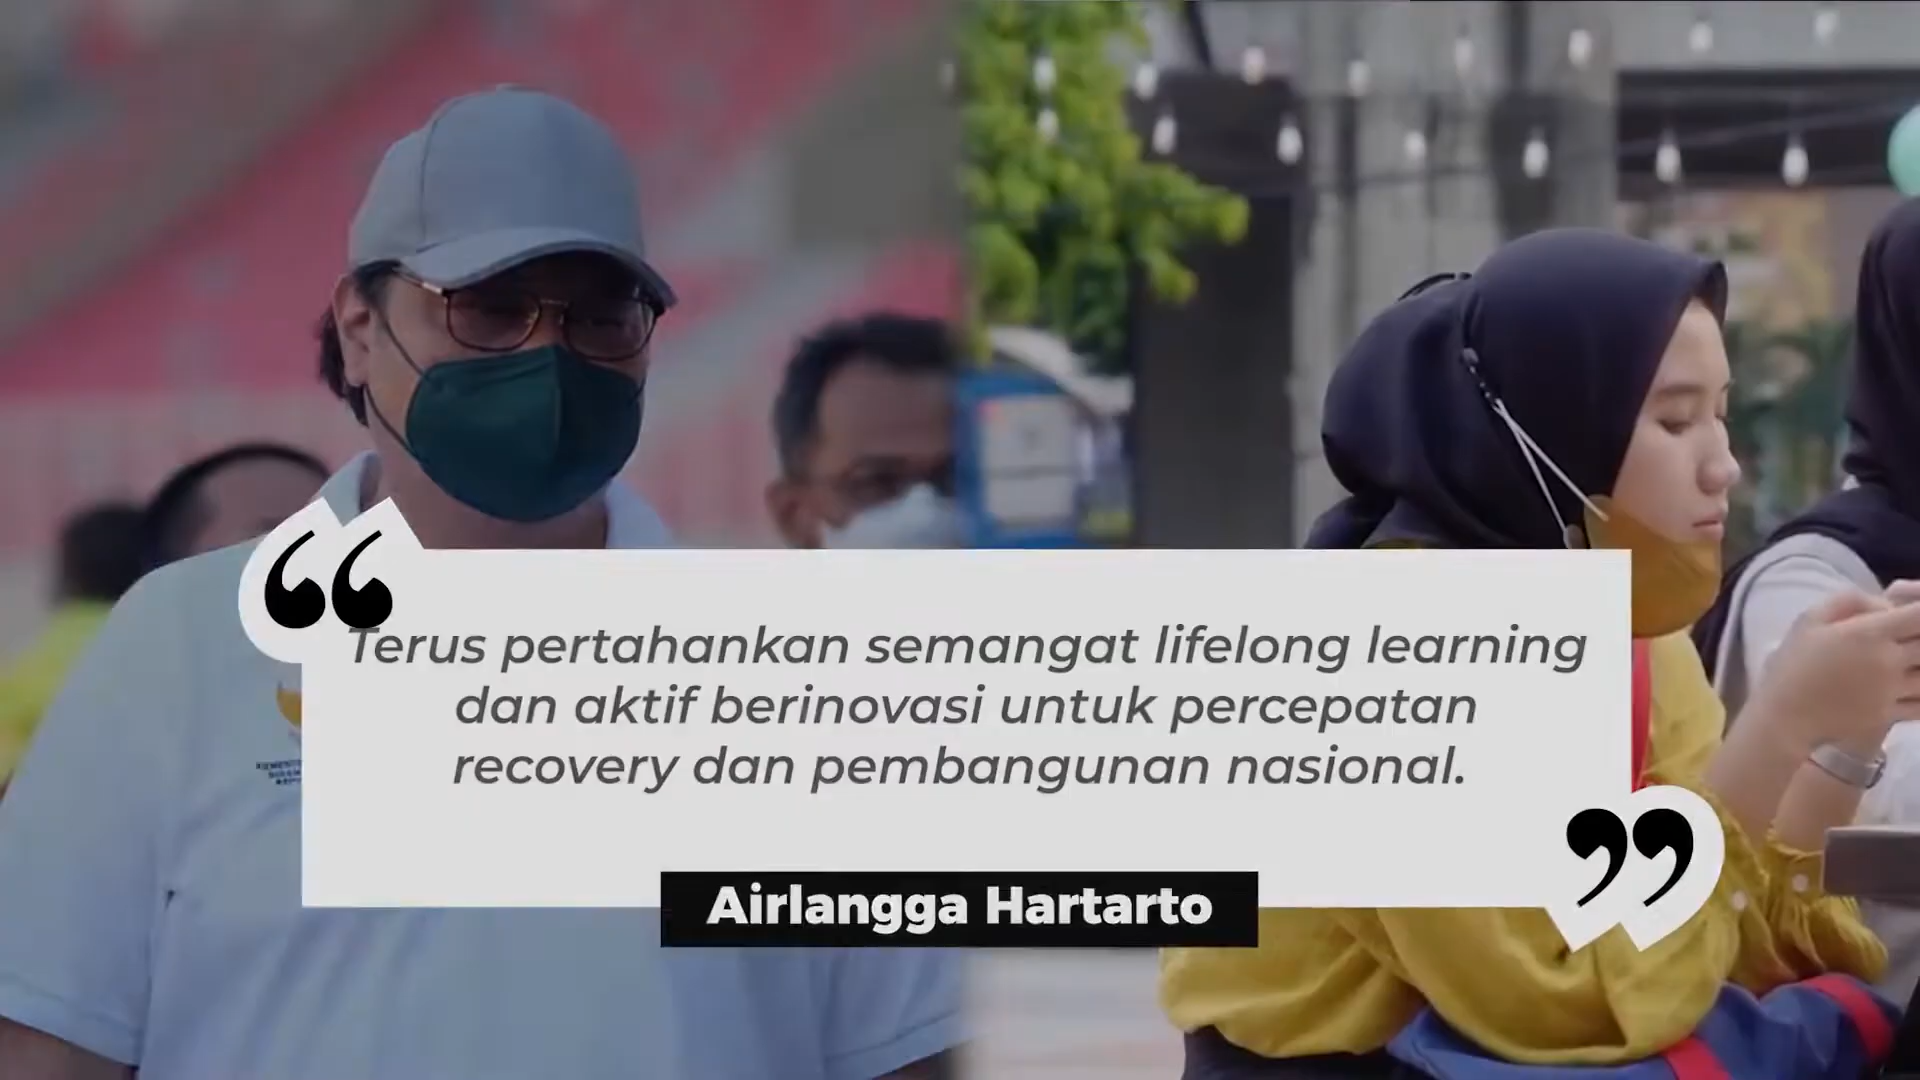 Terus pertahankan semangat lifelong learning
dan aktif berinovasi untuk percepatan
recovery dan pembangunan nasional.
Airlangga Hartarto